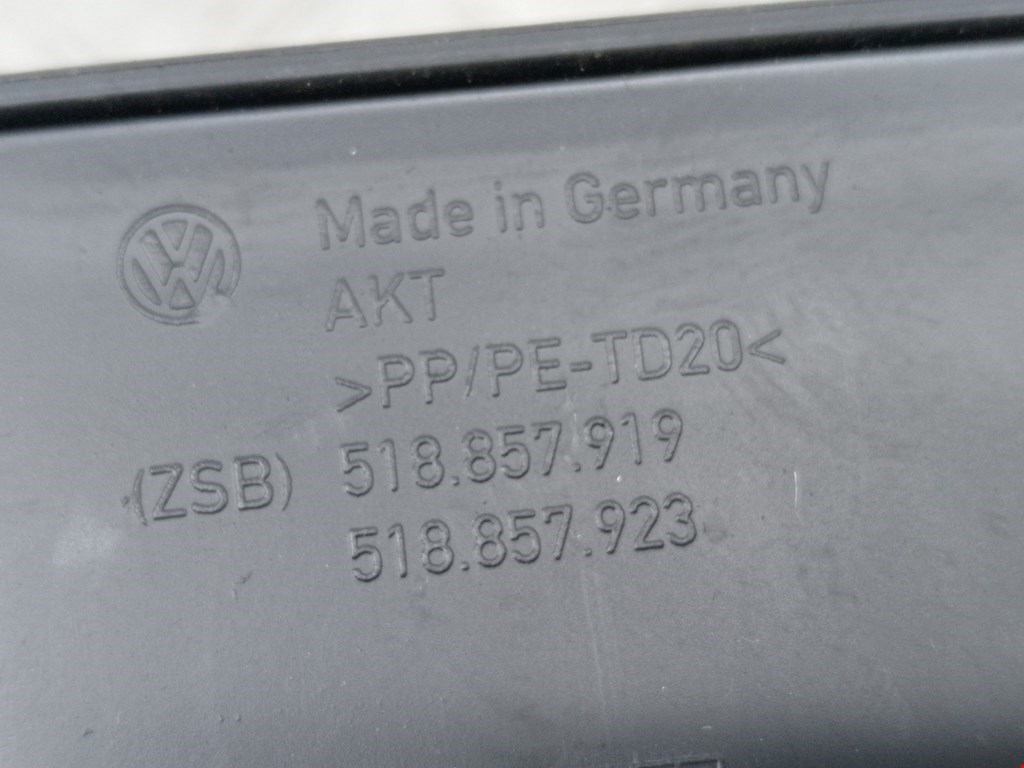 Made in Germany
AKT
>PP/PE-TD20<
(ZSB) 518.857.919
518.857.923